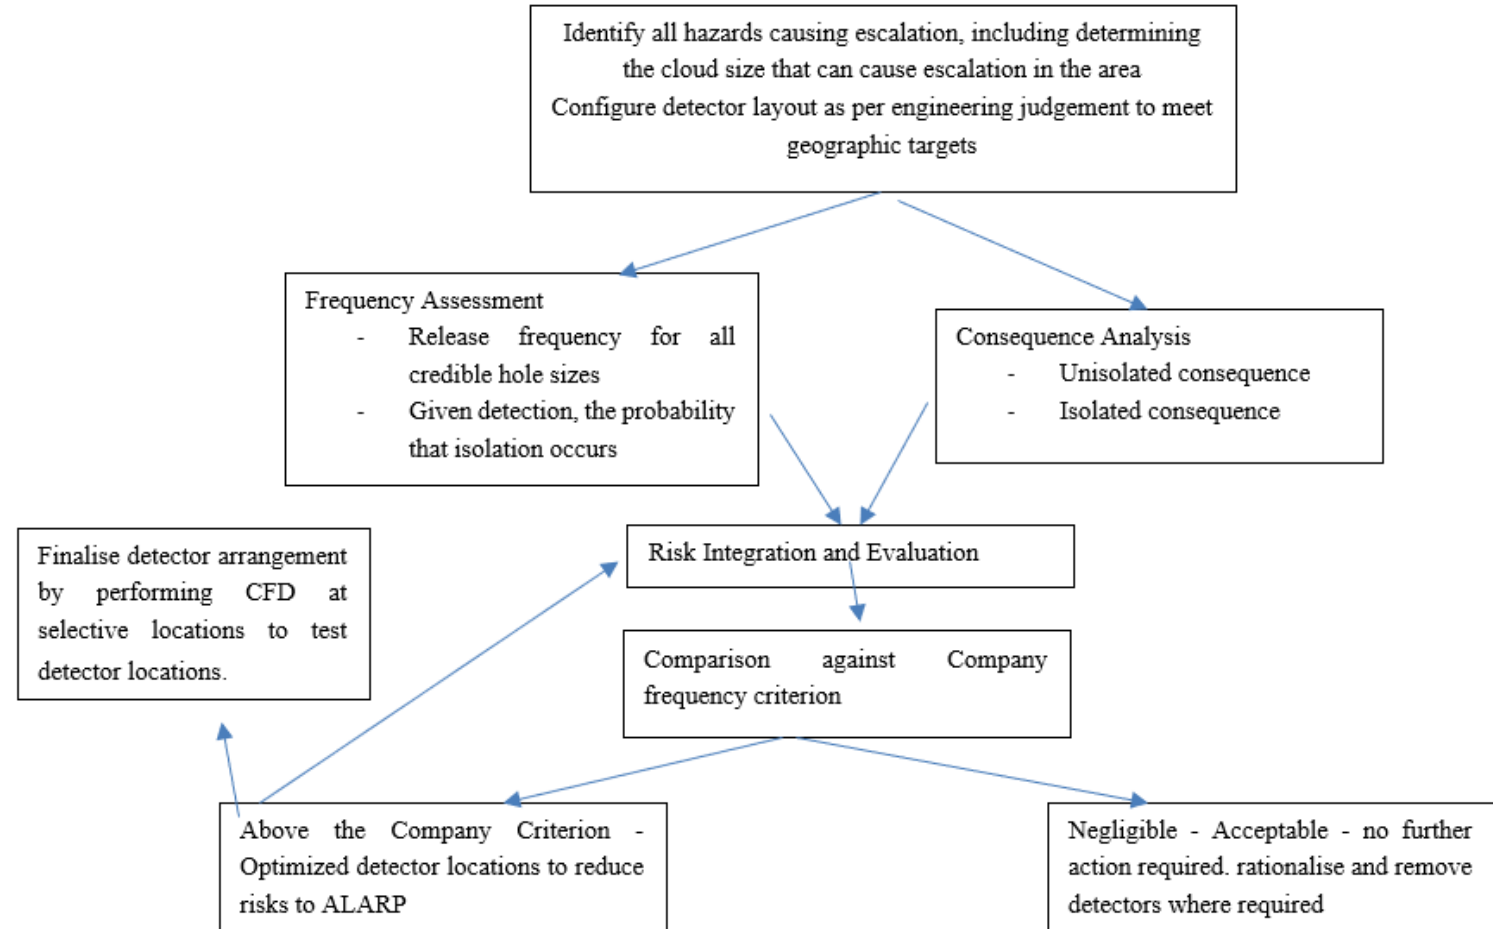 Identify all hazards causing escalation, including determining
the cloud size that can cause escalation in the area
Configure detector layout as per engineering judgement to meet
geographic targets
Frequency Assessment
- Release frequency for all
credible hole sizes
- Given detection, the probability
that isolation occurs
Consequence Analysis
- Unisolated consequence
- Isolated consequence
Risk Integration and Evaluation
Finalise detector arrangement
by performing CFD at
selective locations to test
detector locations.
Comparison against Company
frequency criterion
Above the Company Criterion -
Optimized detector locations to reduce
risks to ALARP
Negligible - Acceptable - no further
action required. rationalise and remove
detectors where required